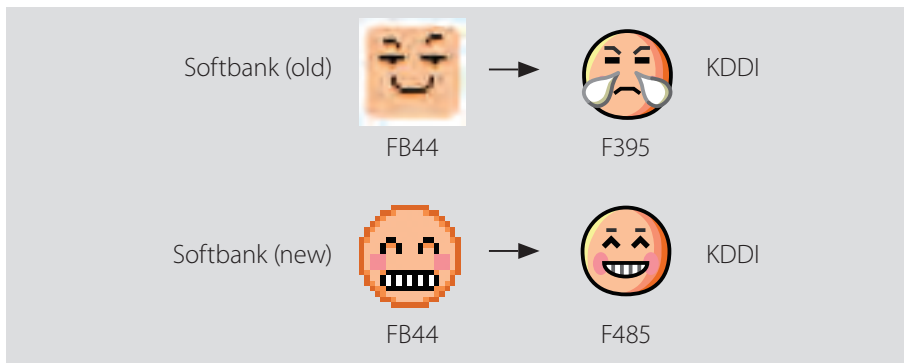 Softbank (old) KDDI
FB44 F395
Softbank (new) KDDI
FB44 F485